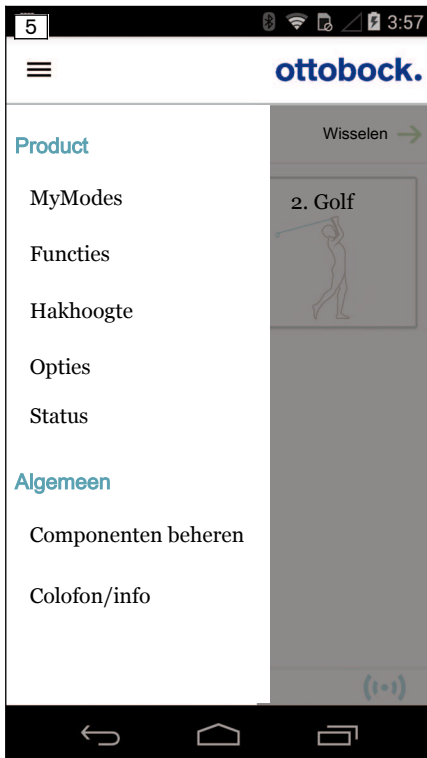 5
3:57
ottobock.
Product
Wisselen
MyModes
2. Golf
Functies
Hakhoogte
Opties
Status
Algemeen
Componenten beheren
Colofon/info